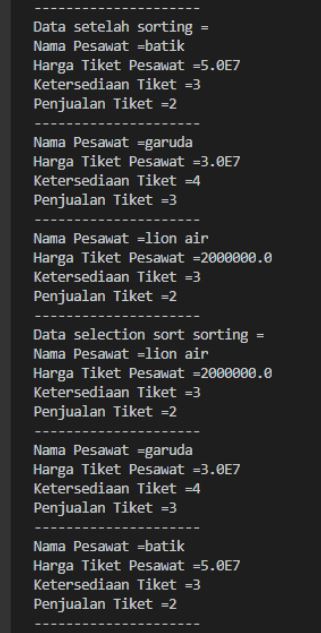 ---------------------
Data setelah sorting =
Nama Pesawat =batik
Harga Tiket Pesawat =5.0E7
Ketersediaan Tiket =3
Penjualan Tiket =2
---------------------
Nama Pesawat =garuda
Harga Tiket Pesawat =3.0E7
Ketersediaan Tiket =4
Penjualan Tiket =3
---------------------
Nama Pesawat =lion air
Harga Tiket Pesawat =2000000.0
Ketersediaan Tiket =3
Penjualan Tiket =2
---------------------
Data selection sort sorting =
Nama Pesawat =lion air
Harga Tiket Pesawat =2000000.0
Ketersediaan Tiket =3
Penjualan Tiket =2
---------------------
Nama Pesawat =garuda
Harga Tiket Pesawat =3.0E7
Ketersediaan Tiket =4
Penjualan Tiket =3
---------------------
Nama Pesawat =batik
Harga Tiket Pesawat =5.0E7
Ketersediaan Tiket =3
Penjualan Tiket =2
---------------------